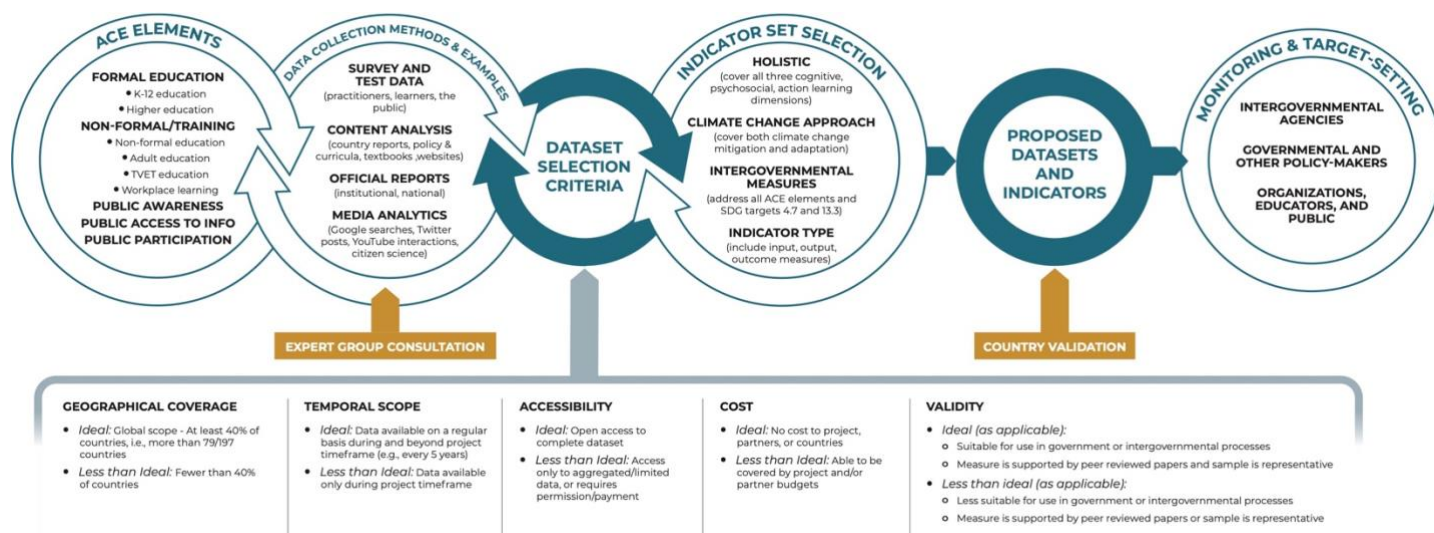 ACE ELEMENTS
FORMAL EDUCATION
• K-12 education
• Higher education
NON-FORMAL/TRAINING
• Non-formal education
• Adult education
• TVET education
• Workplace learning
PUBLIC AWARENESS
PUBLIC ACCESS TO INFO
PUBLIC PARTICIPATION
DATA COLLECTION METHODS & EXAMPLES
SURVEY AND
TEST DATA
(practitioners, learners, the
public)
CONTENT ANALYSIS
(country reports, policy &
curricula, textbooks ,websites)
OFFICIAL REPORTS
(institutional, national)
MEDIA ANALYTICS
(Google searches, Twitter
posts, YouTube interactions,
citizen science)
DATASET
SELECTION
CRITERIA
INDICATOR SET SELECTION
HOLISTIC
(cover all three cognitive,
psychosocial, action learning
dimensions)
CLIMATE CHANGE APPROACH
(cover both climate change
mitigation and adaptation)
INTERGOVERNMENTAL
MEASURES
(address all ACE elements and
SDG targets 4.7 and 13.3)
INDICATOR TYPE
(include input, output,
outcome measures)
PROPOSED
DATASETS
AND
INDICATORS
MONITORING & TARGET-SETTING
INTERGOVERNMENTAL
AGENCIES
GOVERNMENTAL AND
OTHER POLICY-MAKERS
ORGANIZATIONS,
EDUCATORS, AND
PUBLIC
EXPERT GROUP CONSULTATION
COUNTRY VALIDATION
GEOGRAPHICAL COVERAGE
• Ideal: Global scope - At least 40% of
countries, i.e., more than 79/197
countries
• Less than Ideal: Fewer than 40%
of countries
TEMPORAL SCOPE
• Ideal: Data available on a regular
basis during and beyond project
timeframe (e.g., every 5 years)
• Less than Ideal: Data available
only during project timeframe
ACCESSIBILITY
• Ideal: Open access to
complete dataset
• Less than Ideal: Access
only to aggregated/limited
data, or requires
permission/payment
COST
• Ideal: No cost to project,
partners, or countries
• Less than Ideal: Able to be
covered by project and/or
partner budgets
VALIDITY
• Ideal (as applicable):
o Suitable for use in government or intergovernmental processes
o Measure is supported by peer reviewed papers and sample is representative
• Less than ideal (as applicable):
o Less suitable for use in government or intergovernmental processes
o Measure is supported by peer reviewed papers or sample is representative